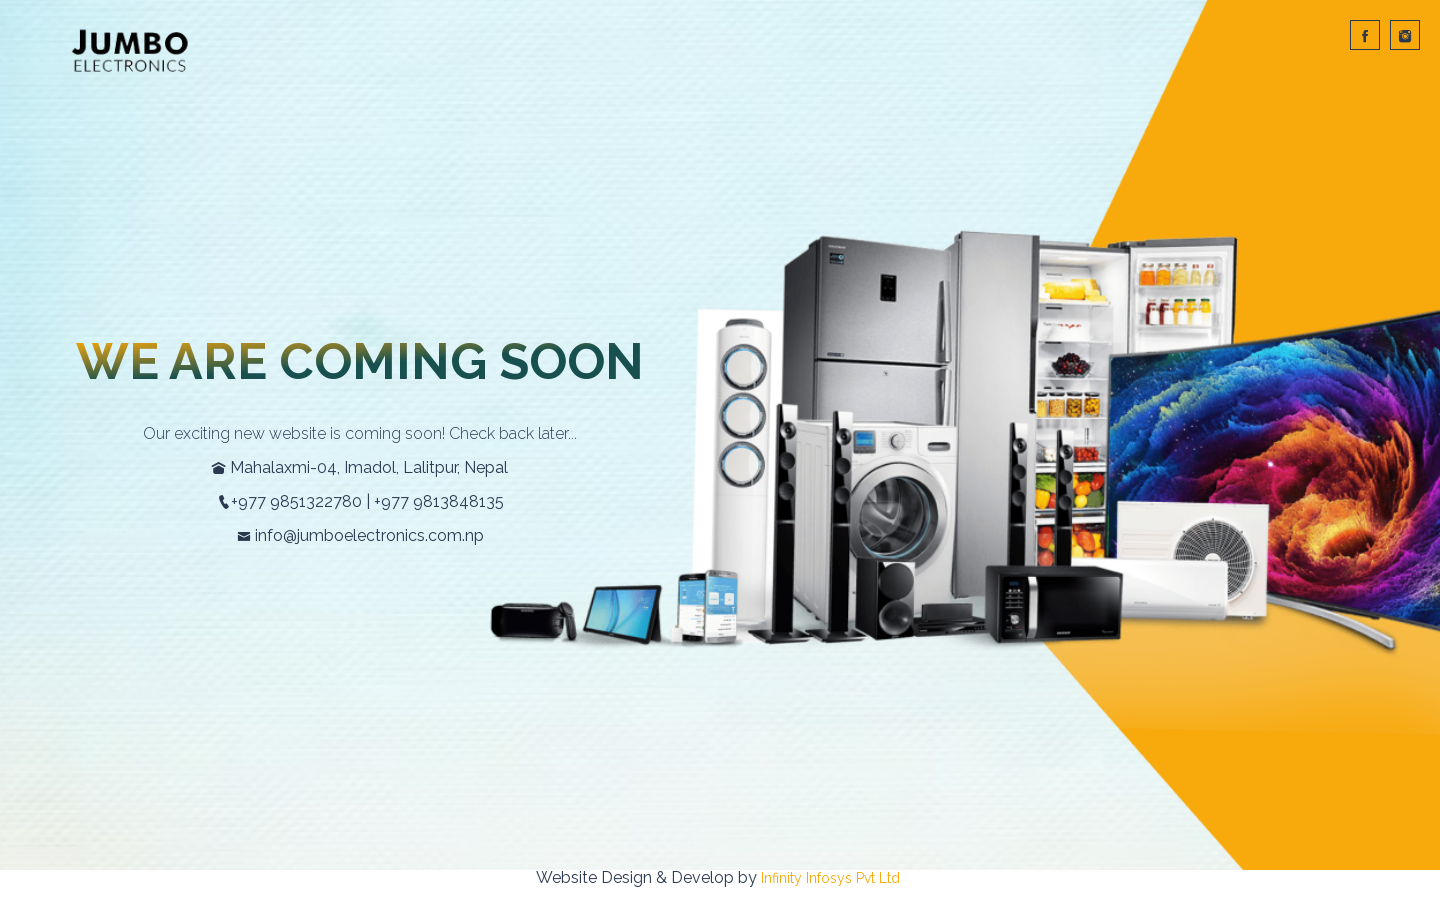 JUMBO
ELECTRONICS
WE ARE COMING SOON
Our exciting new website is coming soon! Check back later...
Mahalaxmi-04, Imadol, Lalitpur, Nepal
+977 9851322780 | +977 9813848135
info@jumboelectronics.com.np
Website Design & Develop by Infinity Infosys Pvt Ltd